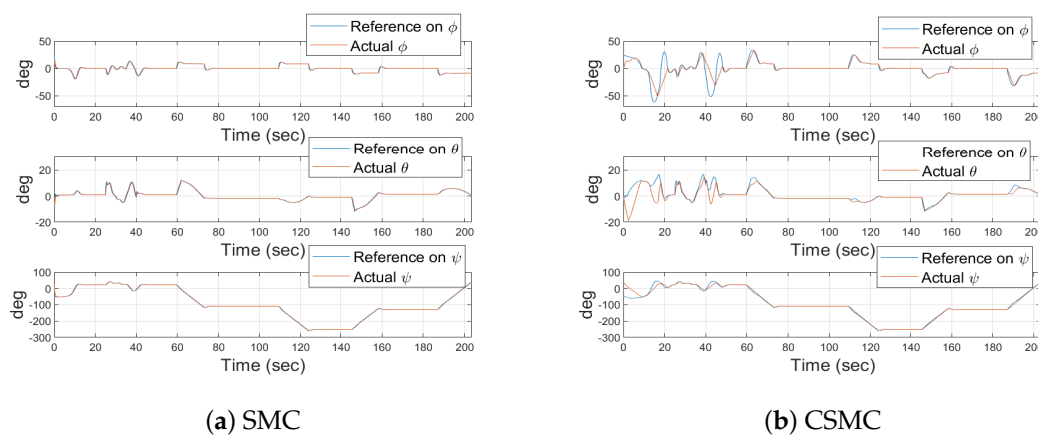 Reference on ϕ
Actual ϕ
50
0
-50
deg
0 20 40 60 80 100 120 140 160 180 200
Time (sec)
Reference on θ
Actual θ
20
0
-20
deg
0 20 40 60 80 100 120 140 160 180 200
Time (sec)
Reference on ψ
Actual ψ
100
0
-100
-200
-300
deg
0 20 40 60 80 100 120 140 160 180 200
Time (sec)
(a) SMC
Reference on ϕ
Actual ϕ
50
0
-50
deg
0 20 40 60 80 100 120 140 160 180 200
Time (sec)
Reference on θ
Actual θ
20
0
-20
deg
0 20 40 60 80 100 120 140 160 180 200
Time (sec)
Reference on ψ
Actual ψ
100
0
-100
-200
-300
deg
0 20 40 60 80 100 120 140 160 180 200
Time (sec)
(b) CSMC